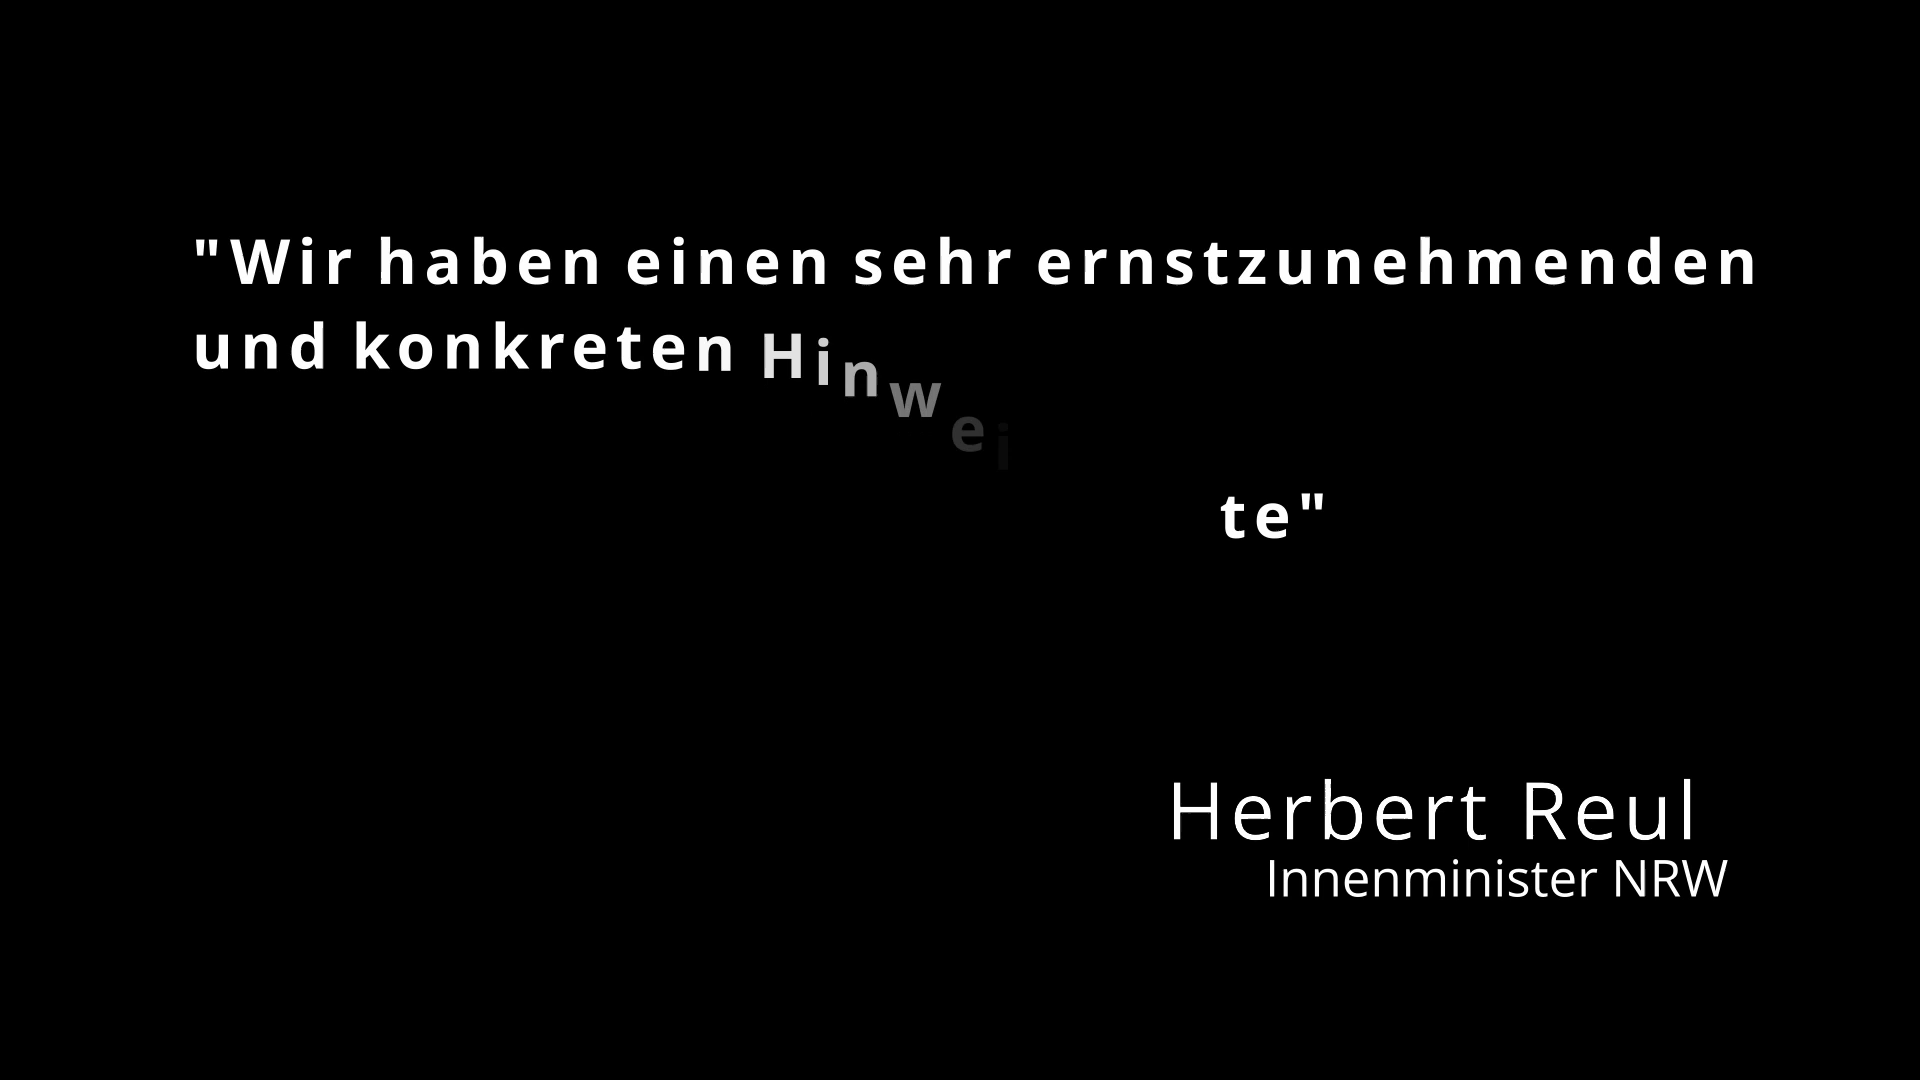 "Wir haben einen sehr ernstzunehmenden
und konkreten Hinwei
te"
Herbert Reul
Innenminister NRW